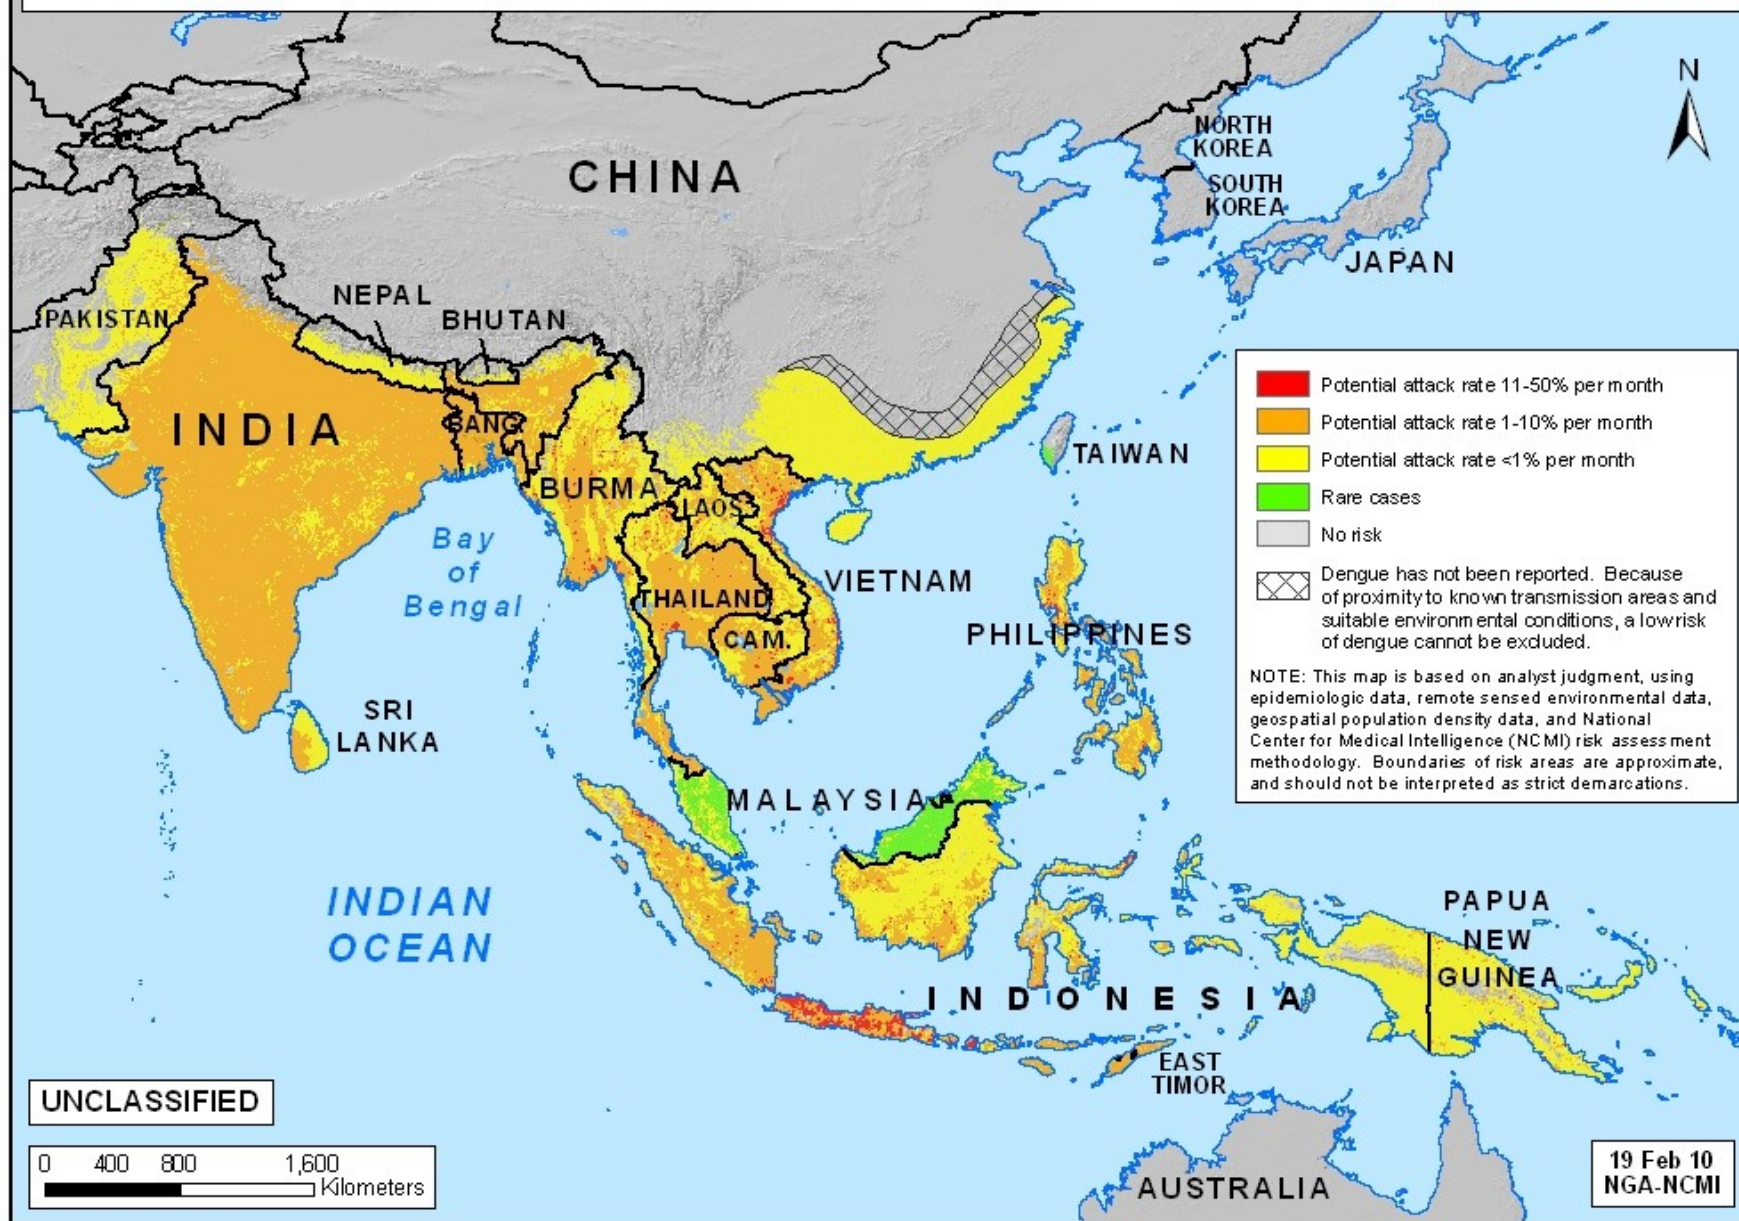 N
NORTH
KOREA
CHINA
SOUTH
KOREA
JAPAN
NEPAL
BHUTAN
PAKISTAN
INDIA
BANG.
TAIWAN
BURMA
LAOS
Bay
of
Bengal
VIETNAM
THAILAND
CAM.
PHILIPPINES
SRI
LANKA
MALAYSIA
INDIAN
OCEAN
PAPUA
NEW
GUINEA
INDONESIA
EAST
TIMOR
AUSTRALIA
Potential attack rate 11-50% per month
Potential attack rate 1-10% per month
Potential attack rate <1% per month
Rare cases
No risk
Dengue has not been reported. Because
of proximity to known transmission areas and
suitable environmental conditions, a low risk
of dengue cannot be excluded.
NOTE: This map is based on analyst judgment, using
epidemiologic data, remote sensed environmental data,
geospatial population density data, and National
Center for Medical Intelligence (NCMI) risk assessment
methodology. Boundaries of risk areas are approximate,
and should not be interpreted as strict demarcations.
UNCLASSIFIED
0 400 800 1,600
Kilometers
19 Feb 10
NGA-NCMI